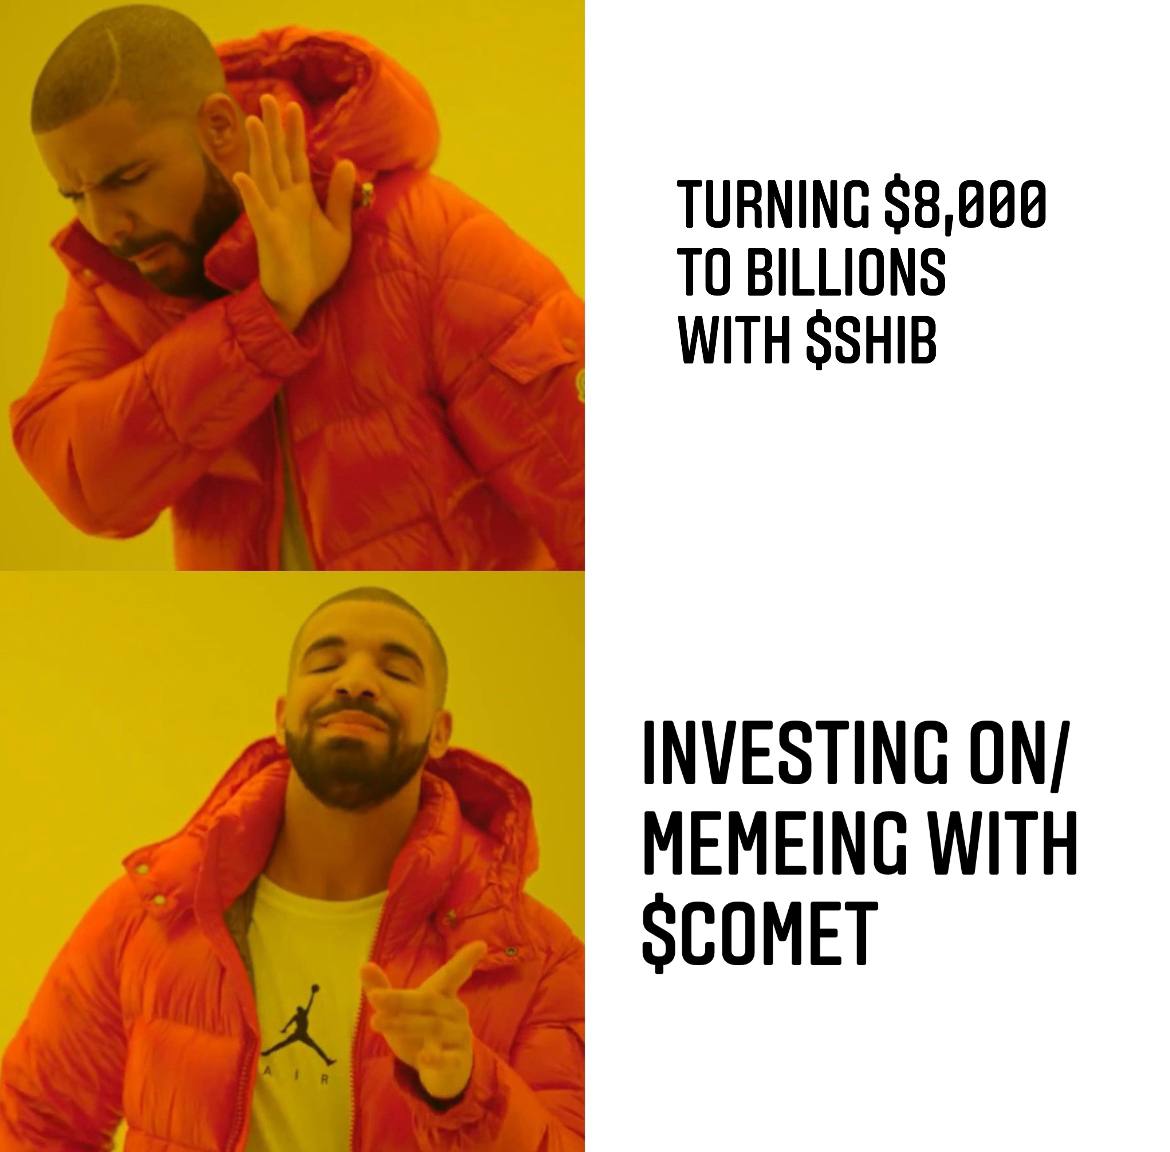 TURNING $8,000
TO BILLIONS
WITH $SHIB
INVESTING ON/
MEMEING WITH
$COMET
AIR